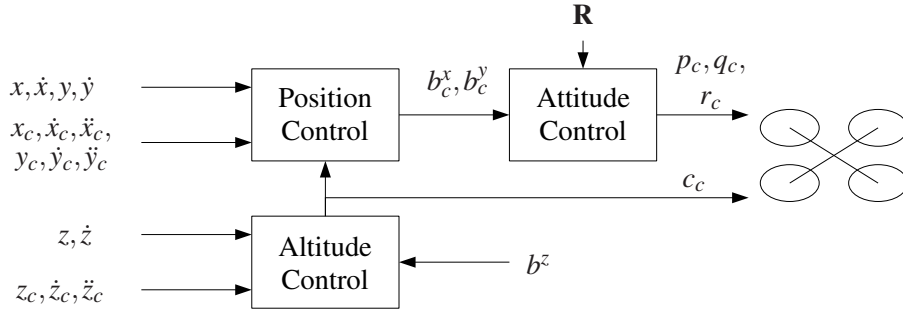 R
x, ẋ, y, ẏ
Position
Control
b_c^x, b_c^y
Attitude
Control
p_c, q_c,
r_c
x_c, ẋ_c, ẍ_c,
y_c, ẏ_c, ÿ_c
c_c
z, ż
Altitude
Control
b^z
z_c, ż_c, z̈_c